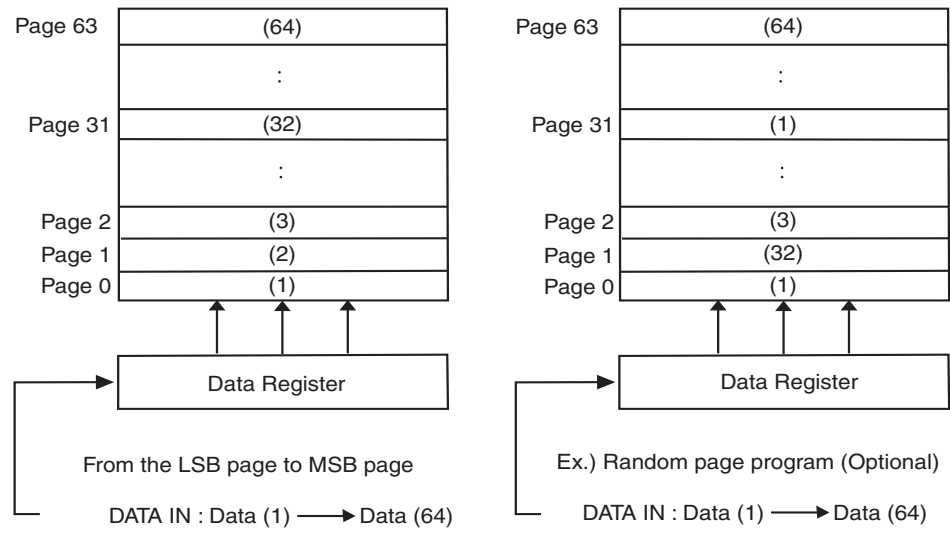 Page 63 (64)
:
Page 31 (32)
:
Page 2 (3)
Page 1 (2)
Page 0 (1)
Data Register
From the LSB page to MSB page
DATA IN : Data (1) → Data (64)
Page 63 (64)
:
Page 31 (1)
:
Page 2 (3)
Page 1 (32)
Page 0 (1)
Data Register
Ex.) Random page program (Optional)
DATA IN : Data (1) → Data (64)